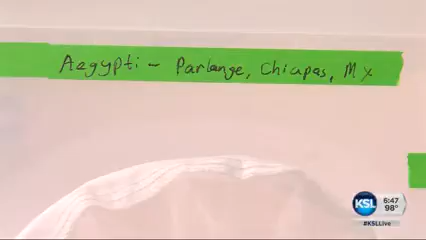 Aegypti - Parlange, Chiapas, Mx
KSL
6:47
98°
#KSLLive